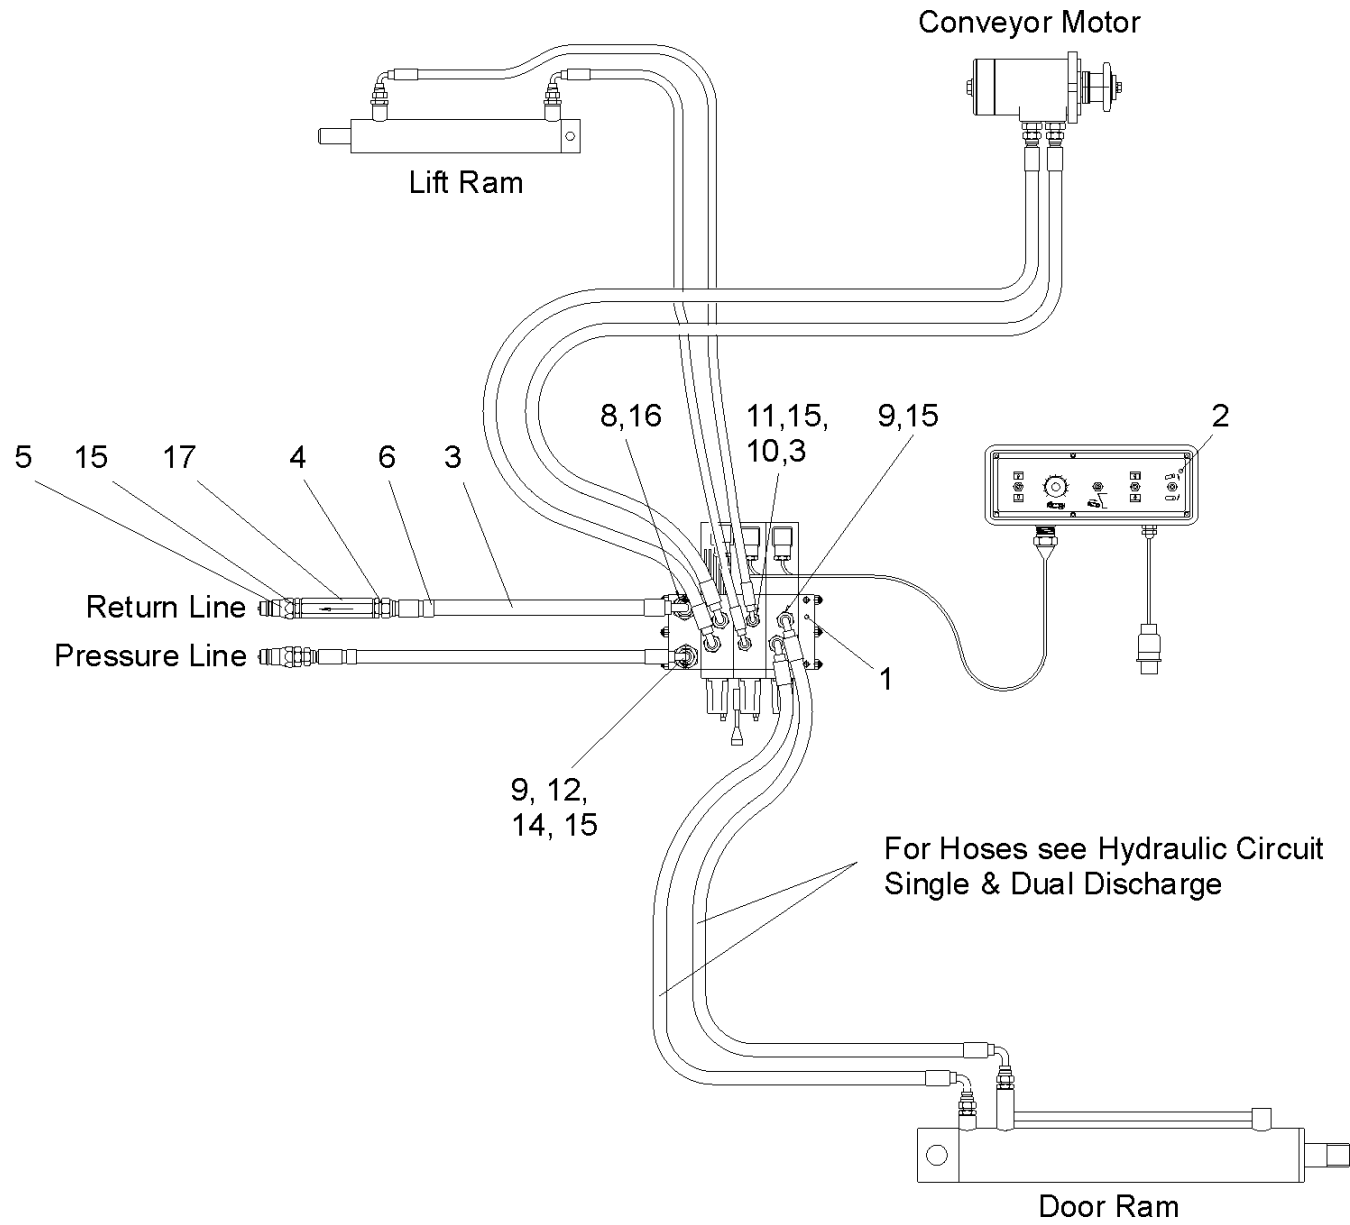 Conveyor Motor
Lift Ram
8,16
11,15,
10,3
9,15
2
5
15
17
4
6
3
Return Line
Pressure Line
1
9, 12,
14, 15
For Hoses see Hydraulic Circuit
Single & Dual Discharge
Door Ram